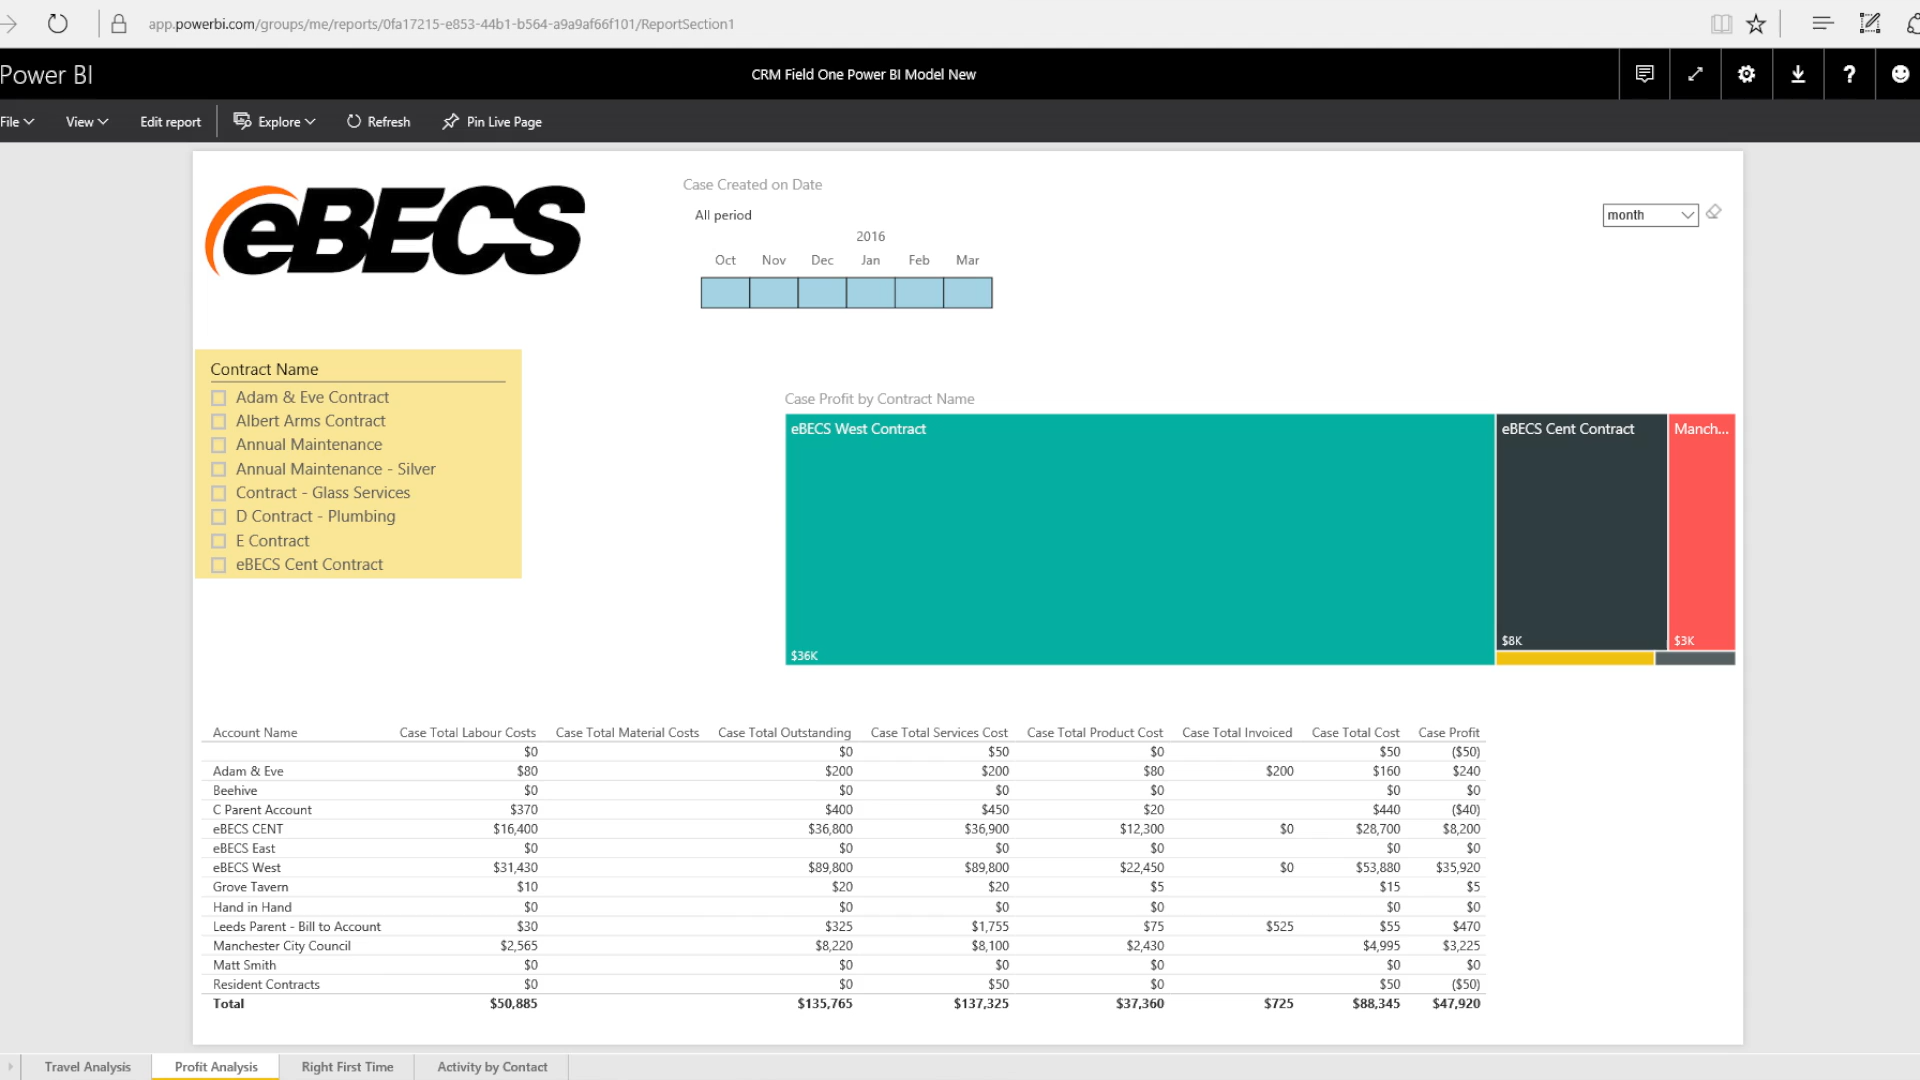 app.powerbi.com/groups/me/reports/0fa17215-e853-44b1-b564-a9a9af66f101/ReportSection1
Power BI
CRM Field One Power BI Model New
?
File View Edit report Explore Refresh Pin Live Page
eBECS
Case Created on Date
All period
month
2016
Oct Nov Dec Jan Feb Mar
Contract Name
Adam & Eve Contract
Albert Arms Contract
Annual Maintenance
Annual Maintenance - Silver
Contract - Glass Services
D Contract - Plumbing
E Contract
eBECS Cent Contract
Case Profit by Contract Name
eBECS West Contract
$36K
eBECS Cent Contract
$8K
Manch...
$3K
Account Name Case Total Labour Costs Case Total Material Costs Case Total Outstanding Case Total Services Cost Case Total Product Cost Case Total Invoiced Case Total Cost Case Profit
$0 $0 $50 $0 $50 ($50)
Adam & Eve $80 $200 $200 $80 $200 $160 $240
Beehive $0 $0 $0 $0 $0 $0
C Parent Account $370 $400 $450 $20 $440 ($40)
eBECS CENT $16,400 $36,800 $36,900 $12,300 $0 $28,700 $8,200
eBECS East $0 $0 $0 $0 $0 $0
eBECS West $31,430 $89,800 $89,800 $22,450 $0 $53,880 $35,920
Grove Tavern $10 $20 $20 $5 $15 $5
Hand in Hand $0 $0 $0 $0 $0 $0
Leeds Parent - Bill to Account $30 $325 $1,755 $75 $525 $55 $470
Manchester City Council $2,565 $8,220 $8,100 $2,430 $4,995 $3,225
Matt Smith $0 $0 $0 $0 $0 $0
Resident Contracts $0 $0 $50 $0 $50 ($50)
Total $50,885 $135,765 $137,325 $37,360 $725 $88,345 $47,920
Travel Analysis Profit Analysis Right First Time Activity by Contact